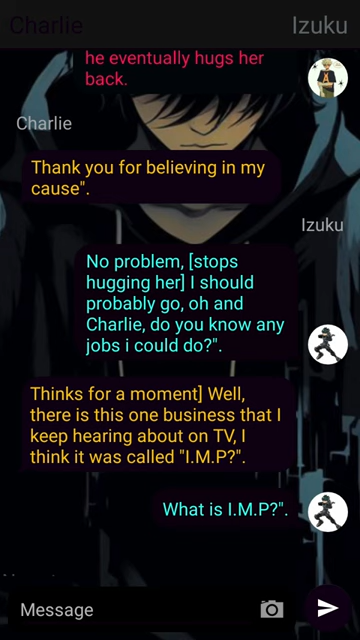 Charlie
Izuku
he eventually hugs her
back.
Charlie
Thank you for believing in my
cause".
Izuku
No problem, [stops
hugging her] I should
probably go, oh and
Charlie, do you know any
jobs i could do?".
Thinks for a moment] Well,
there is this one business that I
keep hearing about on TV, I
think it was called "I.M.P?".
What is I.M.P?".
Message